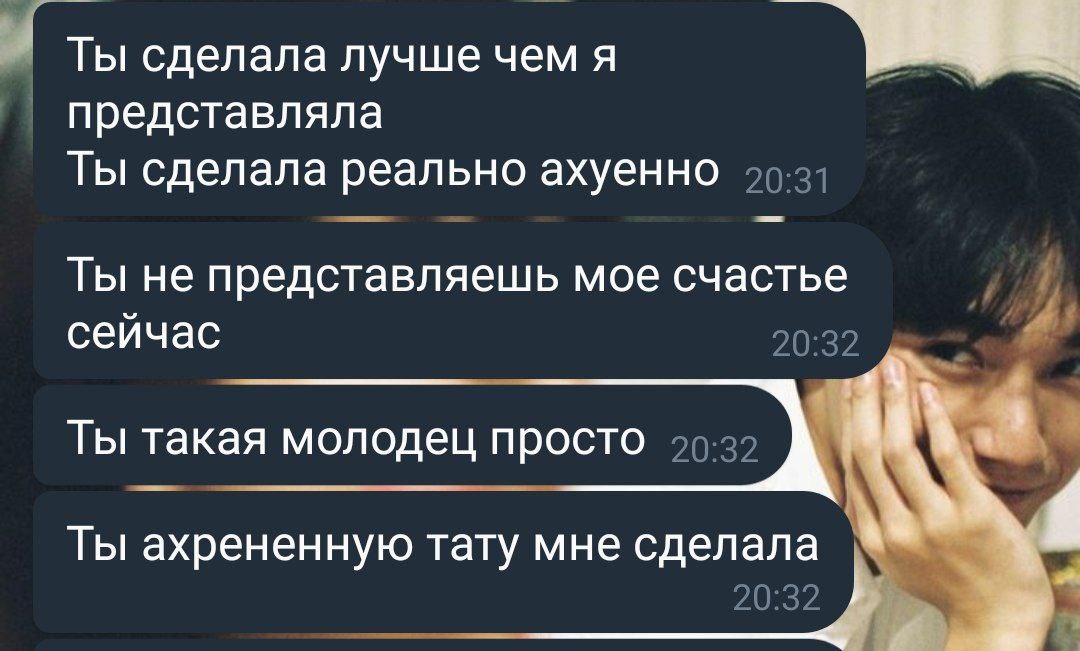 Ты сделала лучше чем я
представляла
Ты сделала реально ахуенно 20:31
Ты не представляешь мое счастье
сейчас 20:32
Ты такая молодец просто 20:32
Ты ахрененную тату мне сделала
20:32